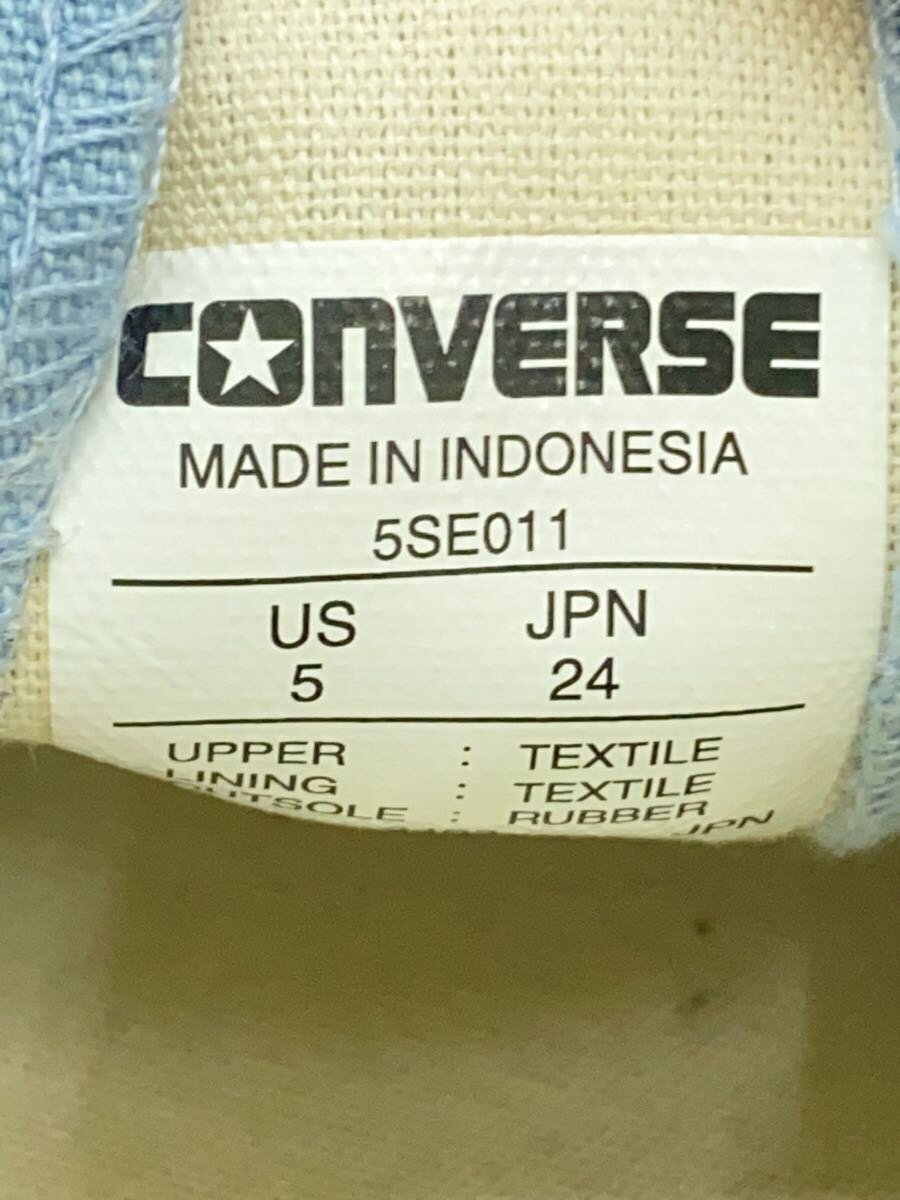 CONVERSE
MADE IN INDONESIA
5SE011
US JPN
5 24
UPPER : TEXTILE
LINING : TEXTILE
OUTSOLE : RUBBER
JPN